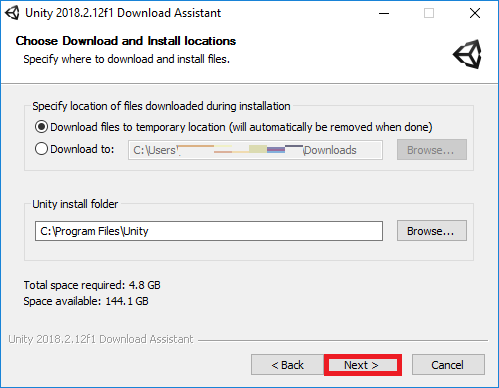 Unity 2018.2.12f1 Download Assistant
Choose Download and Install locations
Specify where to download and install files.
Specify location of files downloaded during installation
Download files to temporary location (will automatically be removed when done)
Download to: C:\Users\ \Downloads Browse...
Unity install folder
C:\Program Files\Unity Browse...
Total space required: 4.8 GB
Space available: 144.1 GB
Unity 2018.2.12f1 Download Assistant
< Back Next > Cancel